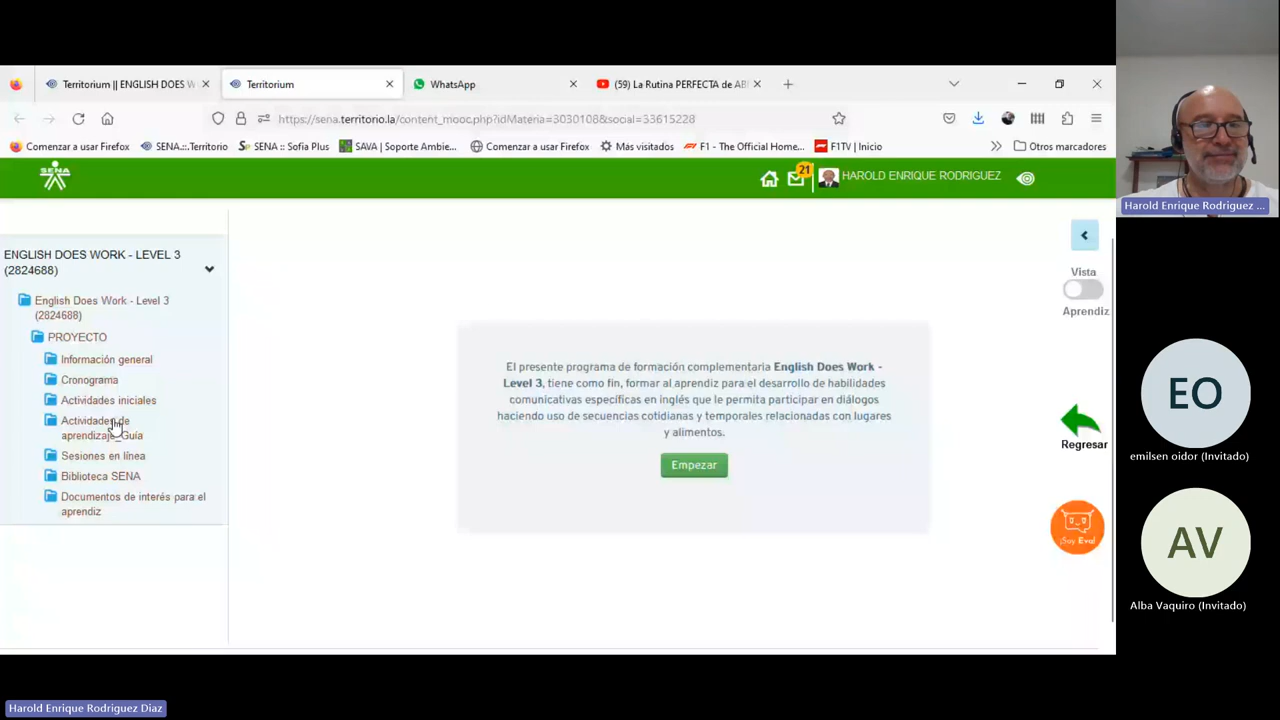 Territorium || ENGLISH DOES W
Territorium
WhatsApp
(59) La Rutina PERFECTA de AB
https://sena.territorio.la/content_mooc.php?idMateria=3030108&social=33615228
Comenzar a usar Firefox
SENA.::.Territorio
SENA :: Sofia Plus
SAVA | Soporte Ambie...
Comenzar a usar Firefox
Más visitados
F1 - The Official Home...
F1TV | Inicio
Otros marcadores
SENA
21
HAROLD ENRIQUE RODRIGUEZ
ENGLISH DOES WORK - LEVEL 3
(2824688)
English Does Work - Level 3
(2824688)
PROYECTO
Información general
Cronograma
Actividades iniciales
Actividades de
aprendizaje_Guía
Sesiones en línea
Biblioteca SENA
Documentos de interés para el
aprendiz
El presente programa de formación complementaria English Does Work -
Level 3, tiene como fin, formar al aprendiz para el desarrollo de habilidades
comunicativas específicas en inglés que le permita participar en diálogos
haciendo uso de secuencias cotidianas y temporales relacionadas con lugares
y alimentos.
Empezar
Vista
Aprendiz
Regresar
¡Soy Eva!
Harold Enrique Rodriguez ...
EO
emilsen oidor (Invitado)
AV
Alba Vaquiro (Invitado)
Harold Enrique Rodriguez Diaz